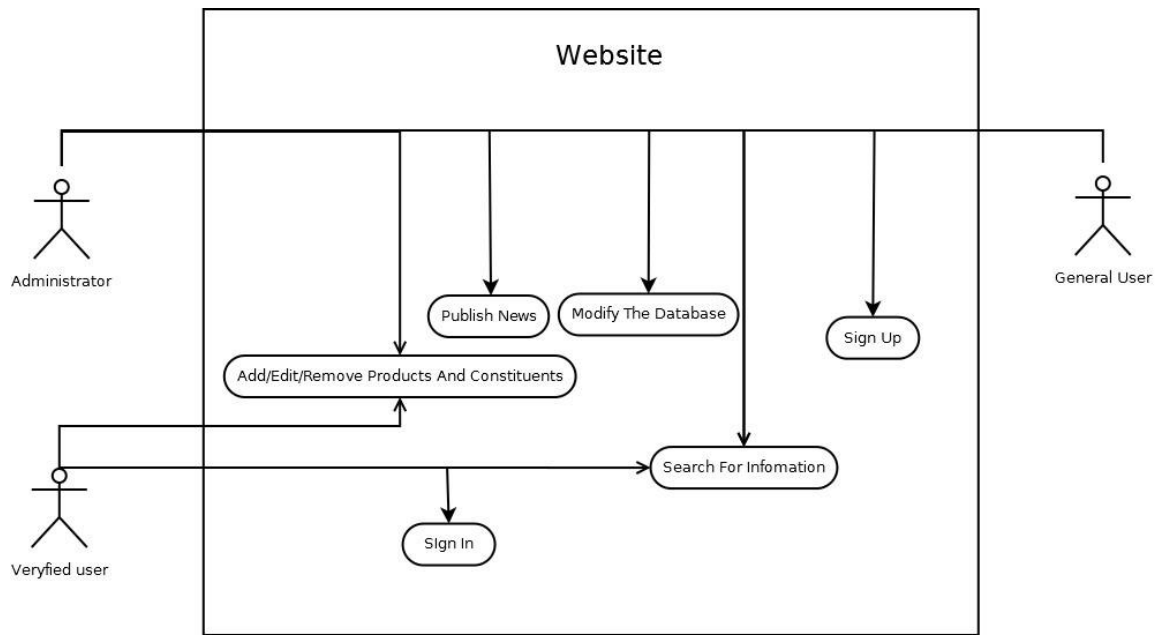 Website
Administrator
General User
Publish News
Modify The Database
Sign Up
Add/Edit/Remove Products And Constituents
Search For Infomation
SIgn In
Veryfied user